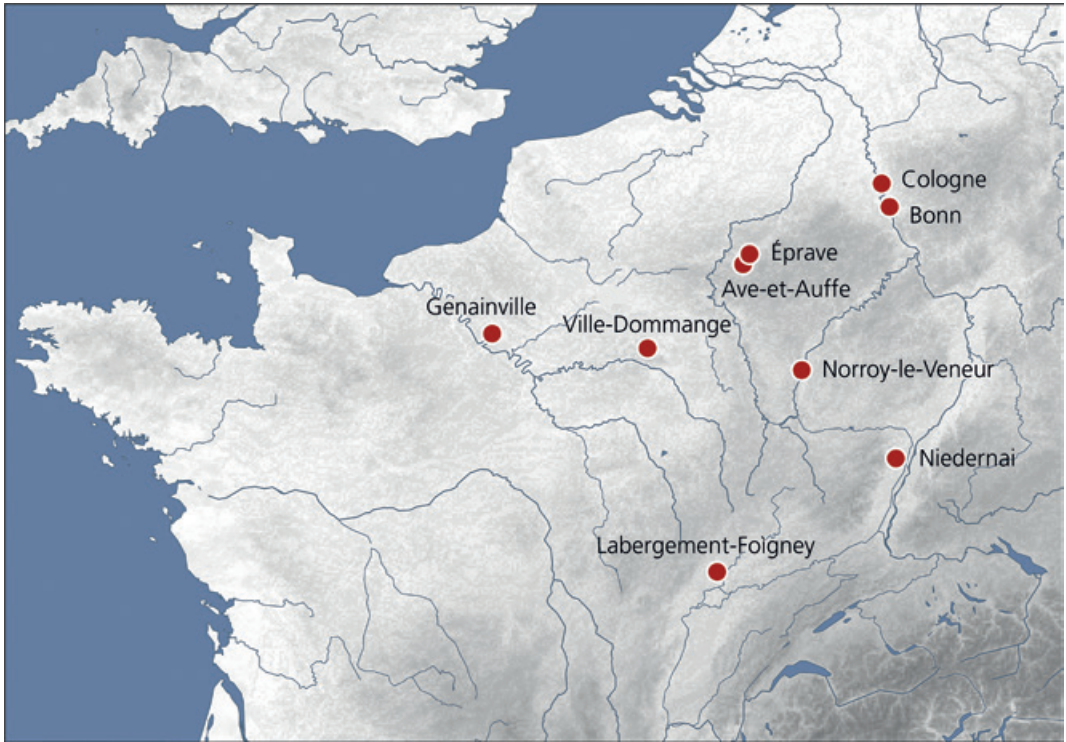 Cologne
Bonn
Éprave
Ave-et-Auffe
Genainville
Ville-Dommange
Norroy-le-Veneur
Niedernai
Labergement-Foigney